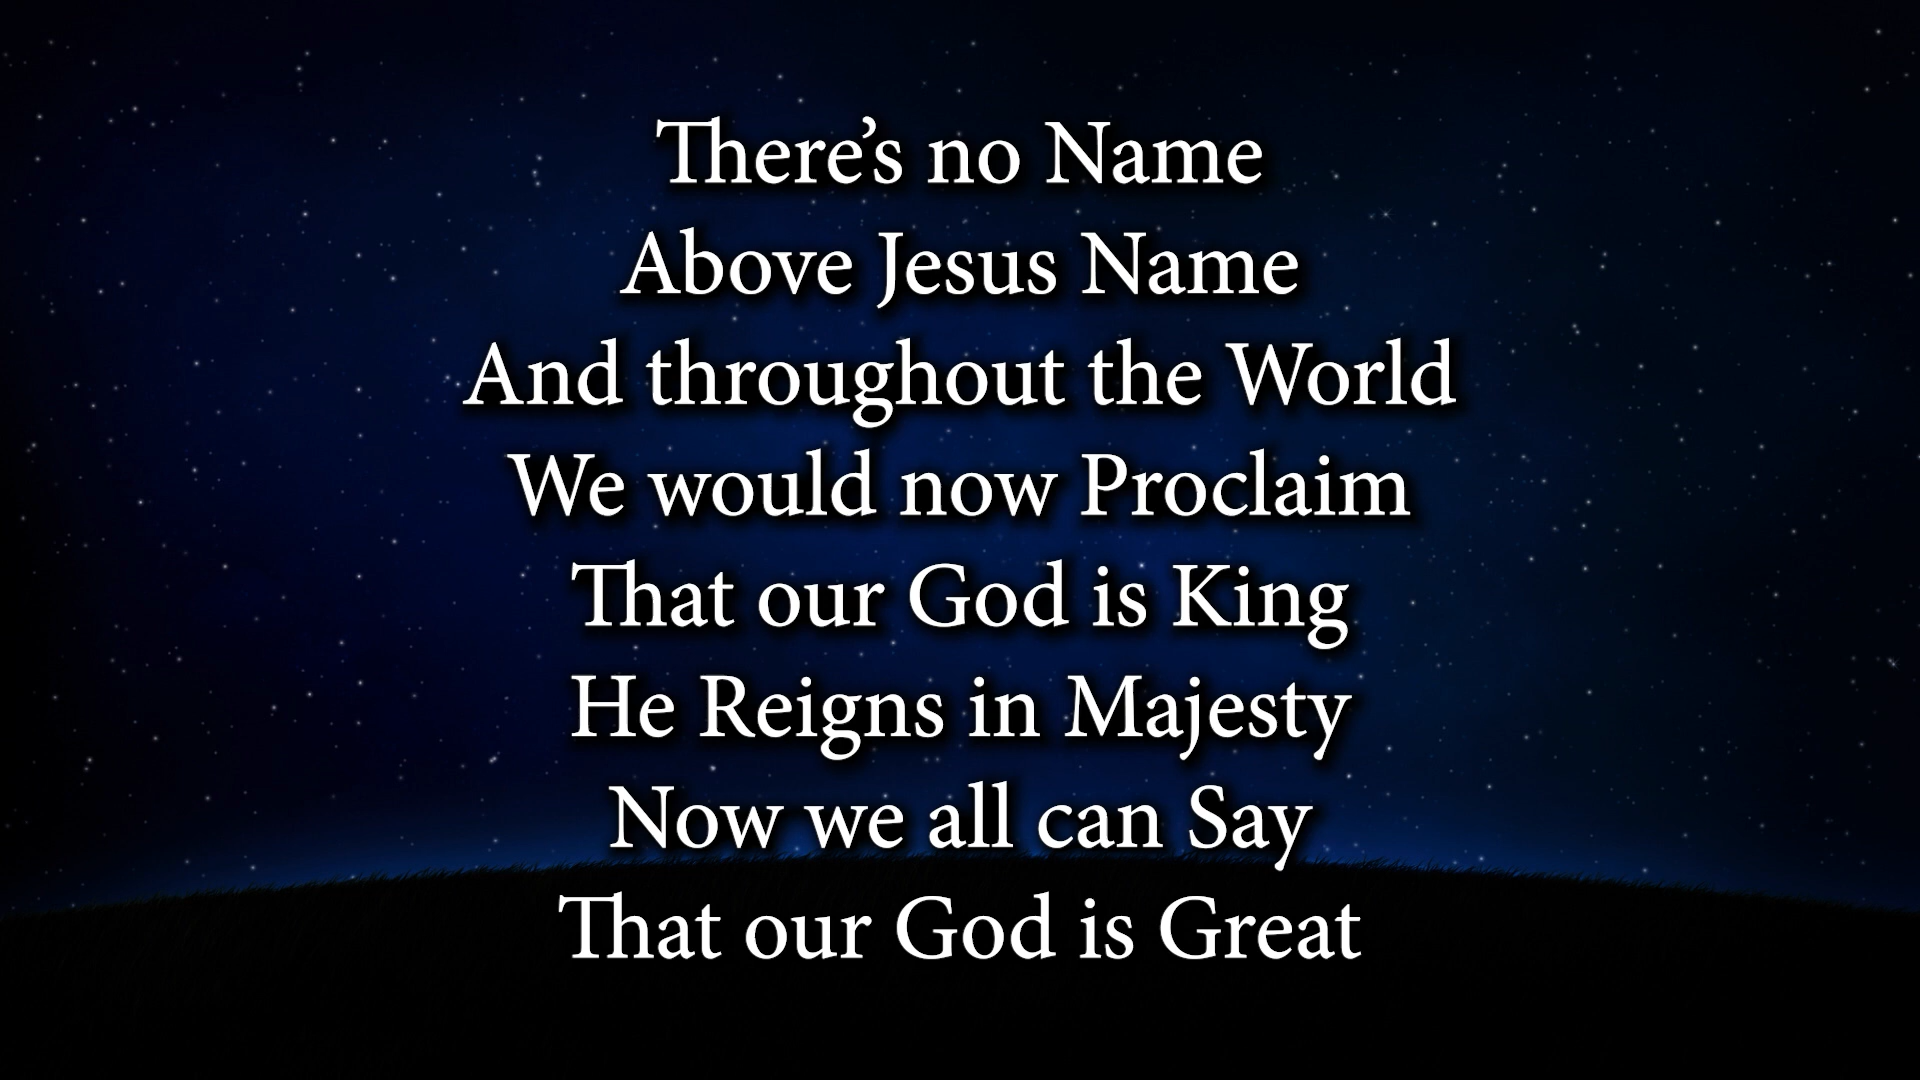 There’s no Name
Above Jesus Name
And throughout the World
We would now Proclaim
That our God is King
He Reigns in Majesty
Now we all can Say
That our God is Great